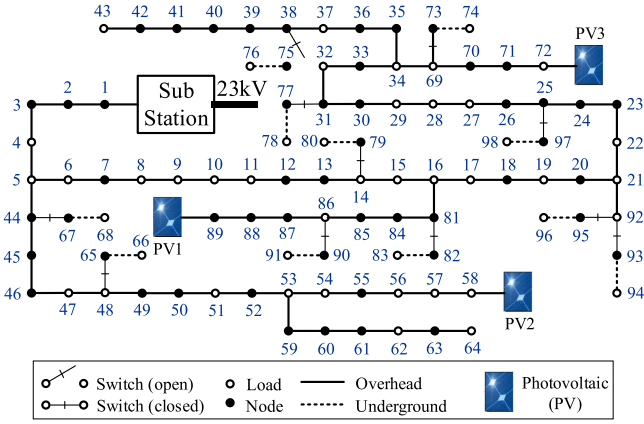 43 42 41 40 39 38 37 36 35 73 74
PV3
76 75 32 33
34 69 70 71 72
2 1
Sub
Station
23kV
3 77 25 23
31 30 29 28 27 26 24
4 78 80 79 98 97 22
6 7 8 9 10 11 12 13 15 16 17 18 19 20
5 14 21
44 86 81 92
67 68 PV1 89 88 87 85 84 96 95
45 65 66 91 90 83 82 93
53 54 55 56 57 58
46 47 48 49 50 51 52 94
PV2
59 60 61 62 63 64
Switch (open) Load Overhead Photovoltaic
Switch (closed) Node Underground (PV)